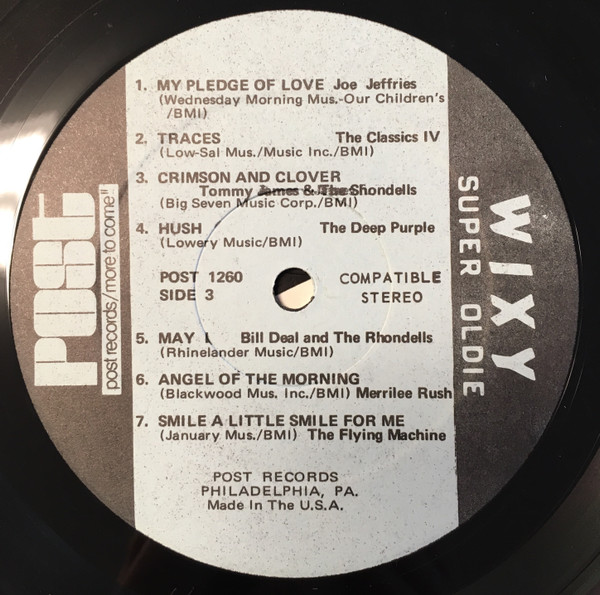 1. MY PLEDGE OF LOVE Joe Jeffries
(Wednesday Morning Mus.-Our Children's
/BMI)
2. TRACES The Classics IV
(Low-Sal Mus./Music Inc./BMI)
3. CRIMSON AND CLOVER
Tommy James & The Shondells
(Big Seven Music Corp./BMI)
4. HUSH The Deep Purple
(Lowery Music/BMI)
POST 1260 COMPATIBLE
SIDE 3 STEREO
5. MAY I Bill Deal and The Rhondells
(Rhinelander Music/BMI)
6. ANGEL OF THE MORNING
(Blackwood Mus. Inc./BMI) Merrilee Rush
7. SMILE A LITTLE SMILE FOR ME
(January Mus./BMI) The Flying Machine
POST RECORDS
PHILADELPHIA, PA.
Made In The U.S.A.
post
post records/more to come"
WIXY
SUPER OLDIE